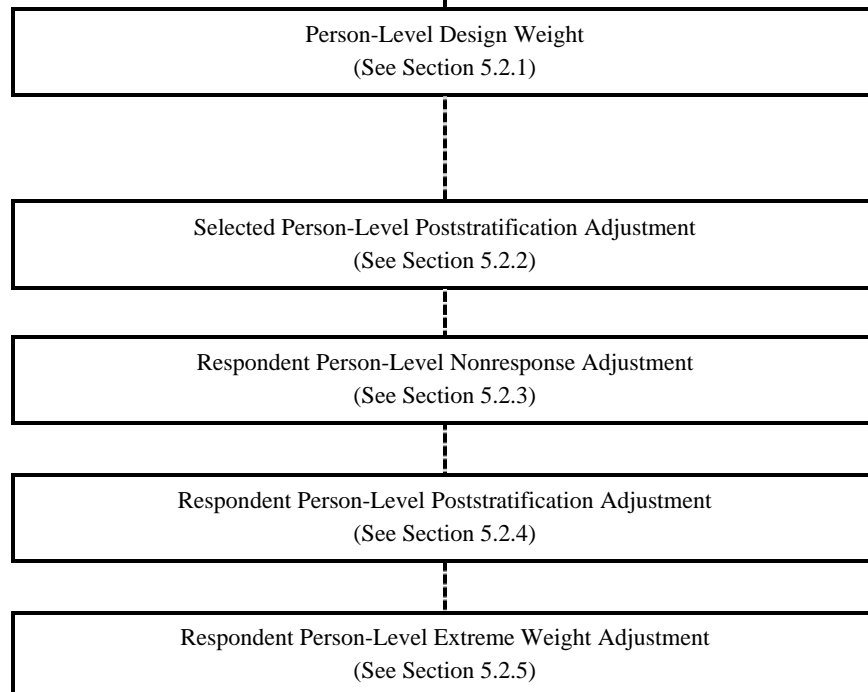 Person-Level Design Weight
(See Section 5.2.1)
Selected Person-Level Poststratification Adjustment
(See Section 5.2.2)
Respondent Person-Level Nonresponse Adjustment
(See Section 5.2.3)
Respondent Person-Level Poststratification Adjustment
(See Section 5.2.4)
Respondent Person-Level Extreme Weight Adjustment
(See Section 5.2.5)